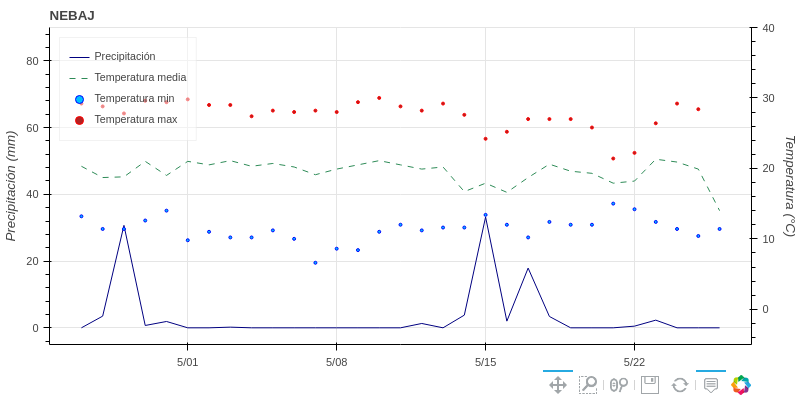 NEBAJ
Precipitación
Temperatura media
Temperatura min
Temperatura max
Precipitación (mm)
80
60
40
20
0
Temperatura (°C)
40
30
20
10
0
5/01
5/08
5/15
5/22